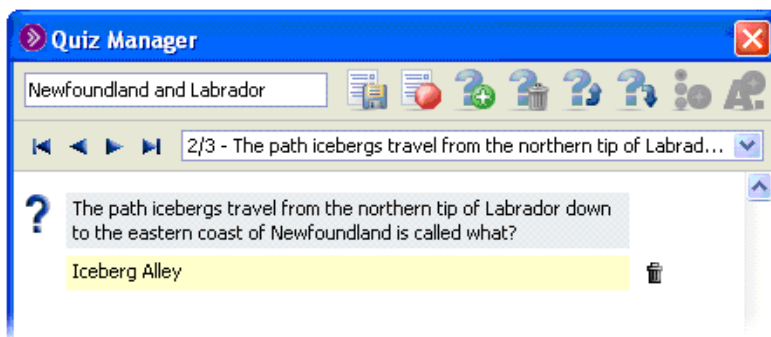 Quiz Manager
Newfoundland and Labrador
2/3 - The path icebergs travel from the northern tip of Labrad...
The path icebergs travel from the northern tip of Labrador down
to the eastern coast of Newfoundland is called what?
Iceberg Alley